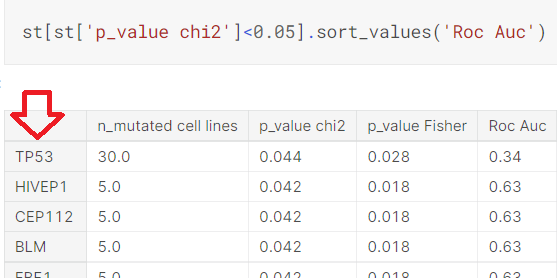 st[st['p_value chi2']<0.05].sort_values('Roc Auc')
n_mutated cell lines p_value chi2 p_value Fisher Roc Auc
TP53 30.0 0.044 0.028 0.34
HIVEP1 5.0 0.042 0.018 0.63
CEP112 5.0 0.042 0.018 0.63
BLM 5.0 0.042 0.018 0.63
5.0 0.042 0.018 0.63